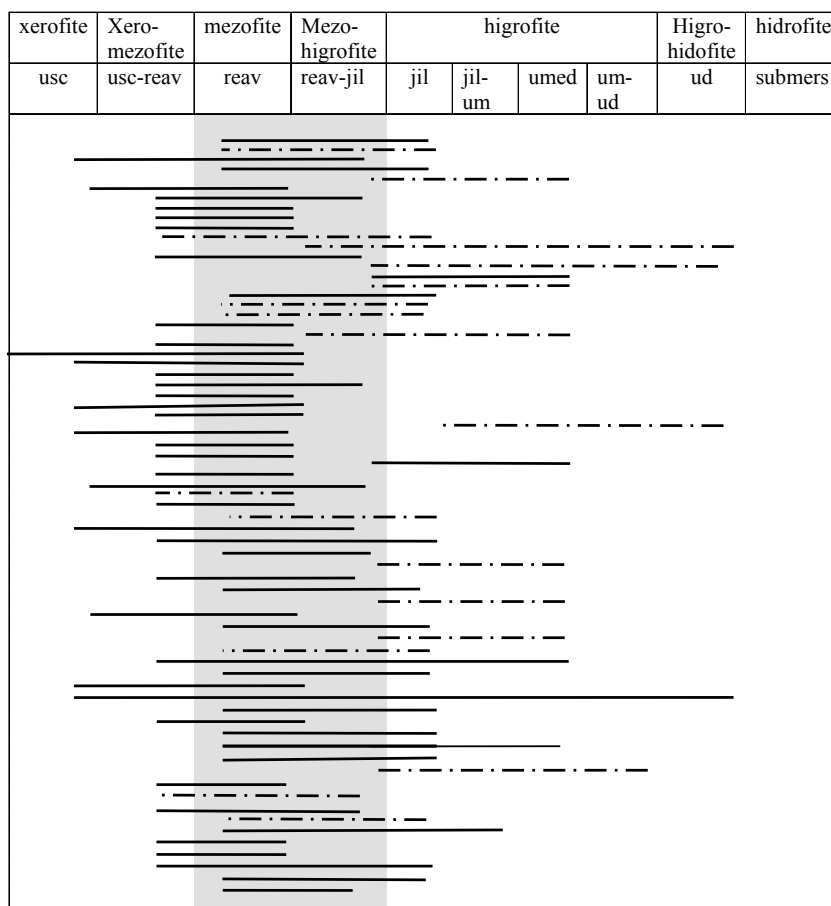 xerofite Xero- mezofite mezofite Mezo- higrofite Higro- hidrofite
mezofite higrofite hidofite
usc usc-reav reav reav-jil jil jil- umed um- ud submers
um ud